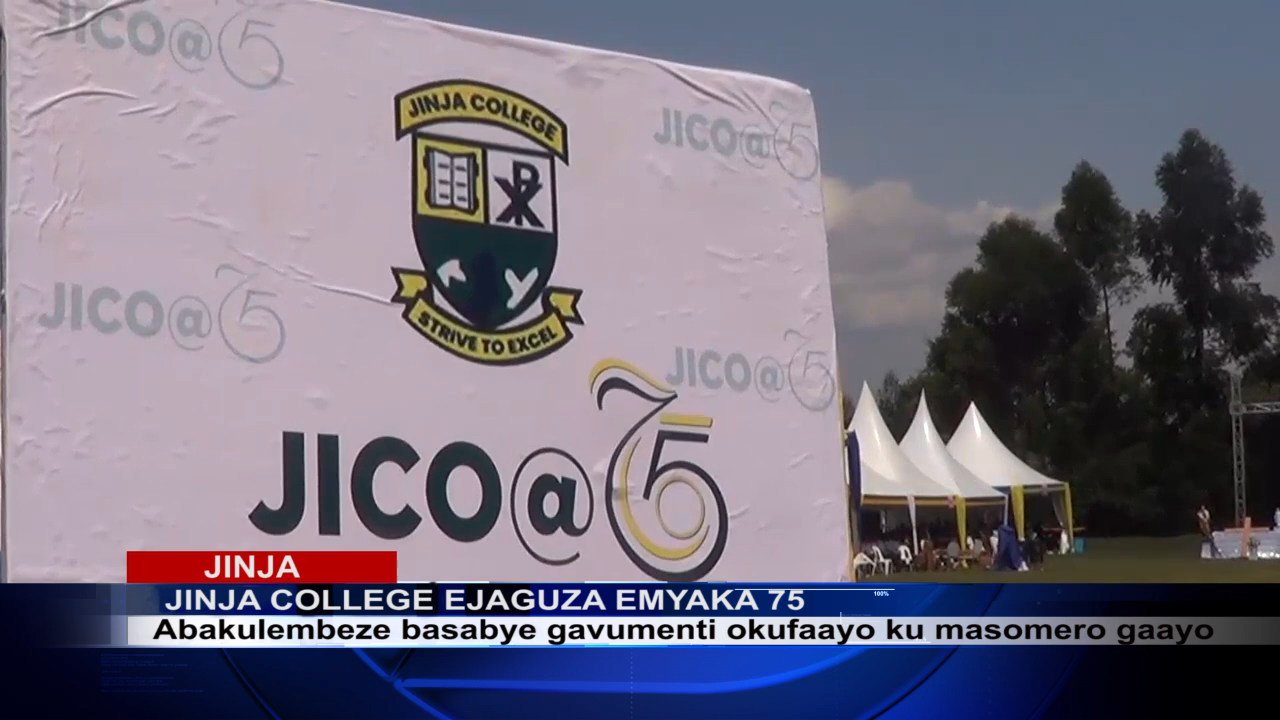 JICO@75
JINJA COLLEGE
JICO@75
STRIVE TO EXCEL
JICO@75
JICO@75
JICO@75
JINJA
JINJA COLLEGE EJAGUZA EMYAKA 75
100%
Abakulembeze basabye gavumenti okufaayo ku masomero gaayo